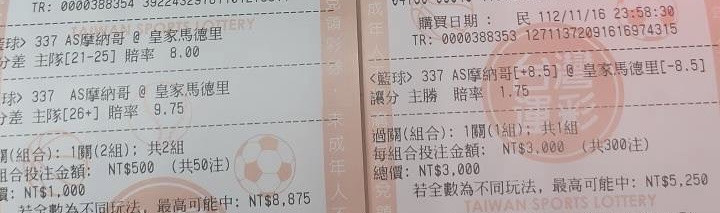 TR: 0000388354
TAIWAN SPORTS LOTTERY
球> 337 AS摩納哥 @ 皇家馬德里
分差 主隊[21-25] 賠率 8.00
球> 337 AS摩納哥 @ 皇家馬德里
分差 主隊[26+] 賠率 9.75
關(組合): 1關(2組); 共2組
組合投注金額: NT$500 (共50注)
價: NT$1,000
若全數為不同玩法, 最高可能中: NT$8,875
購買日期 : 民 112/11/16 23:58:30
TR: 0000388353 12711372091616974315
<籃球> 337 AS摩納哥[+8.5] @ 皇家馬德里[-8.5]
讓分 主勝 賠率 1.75
台灣運彩
過關(組合): 1關(1組); 共1組
每組合投注金額: NT$3,000 (共300注)
總價: NT$3,000
若全數為不同玩法, 最高可能中: NT$5,250
TAIWAN SPORTS LOTTERY